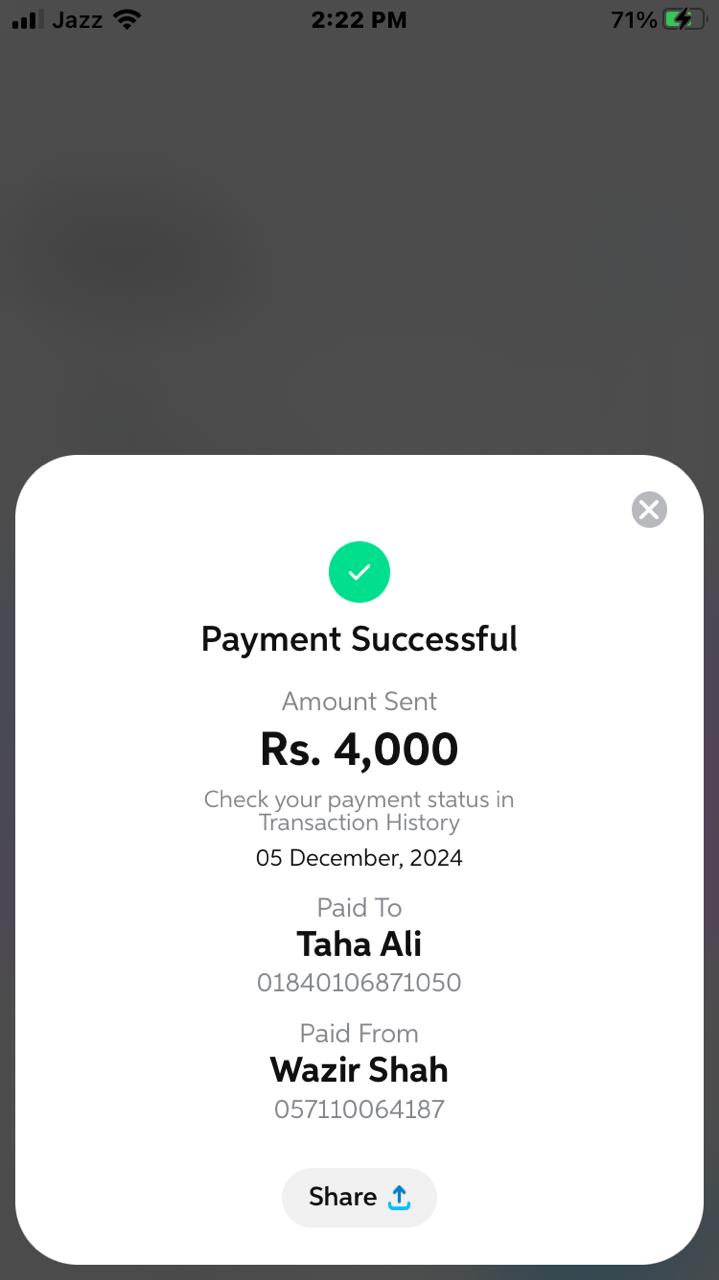 Jazz 2:22 PM 71%
Payment Successful
Amount Sent
Rs. 4,000
Check your payment status in
Transaction History
05 December, 2024
Paid To
Taha Ali
01840106871050
Paid From
Wazir Shah
057110064187
Share